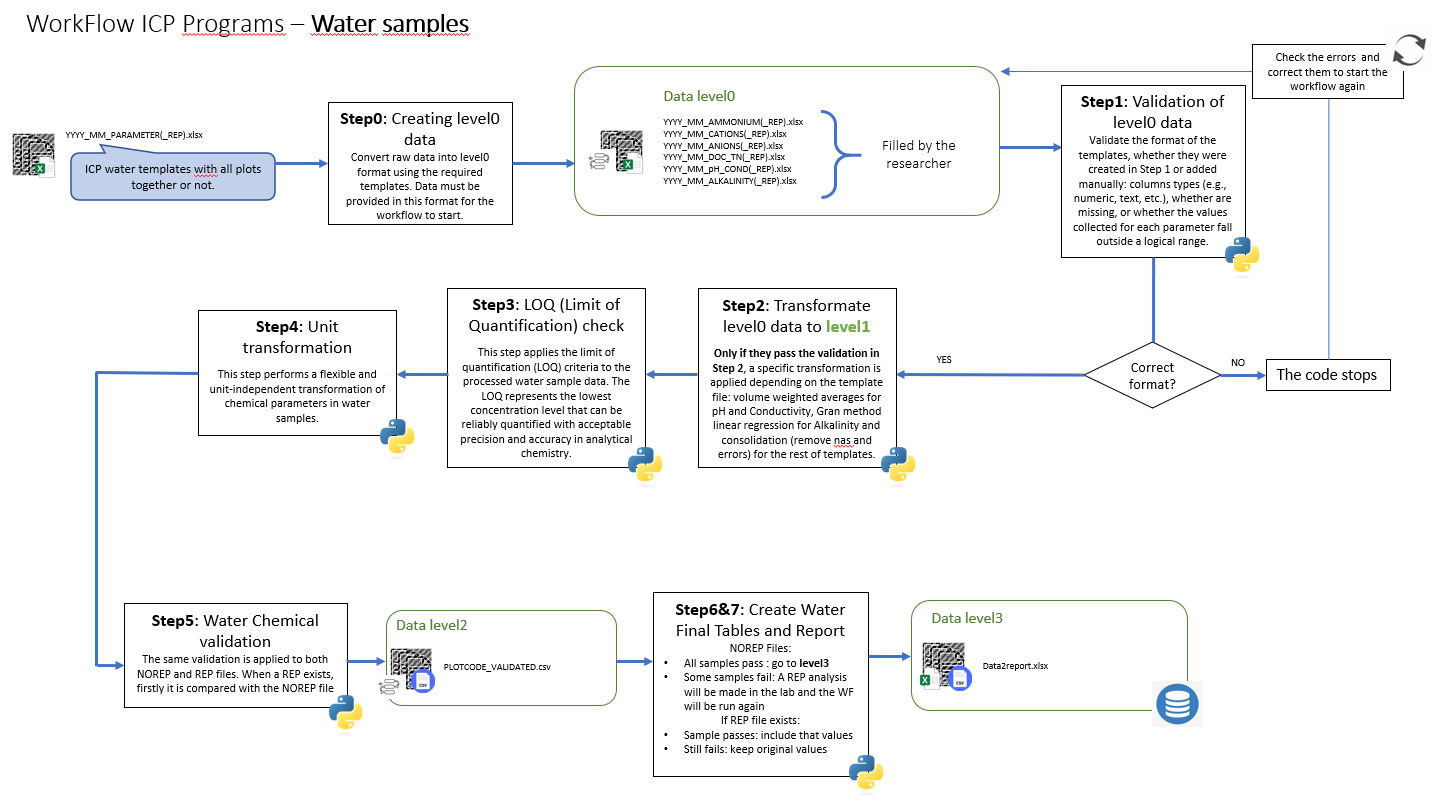 WorkFlow ICP Programs – Water samples
YYYY_MM_PARAMETER(_REP).xlsx
ICP water templates with all plots
together or not.
Step0: Creating level0
data
Convert raw data into level0
format using the required
templates. Data must be
provided in this format for the
workflow to start.
Data level0
YYYY_MM_AMMONIUM(_REP).xlsx
YYYY_MM_CATIONS(_REP).xlsx
YYYY_MM_ANIONS(_REP).xlsx
YYYY_MM_DOC_TN(_REP).xlsx
YYYY_MM_pH_COND(_REP).xlsx
YYYY_MM_ALKALINITY(_REP).xlsx
Filled by the
researcher
Check the errors and
correct them to start the
workflow again
Step1: Validation of
level0 data
Validate the format of the
templates, whether they were
created in Step 1 or added
manually: columns types (e.g.,
numeric, text, etc.), whether are
missing, or whether the values
collected for each parameter fall
outside a logical range.
Correct
format?
YES
NO
The code stops
Step2: Transformate
level0 data to level1
Only if they pass the validation in
Step 2, a specific transformation is
applied depending on the template
file: volume weighted averages for
pH and Conductivity, Gran method
linear regression for Alkalinity and
consolidation (remove nas and
errors) for the rest of templates.
Step3: LOQ (Limit of
Quantification) check
This step applies the limit of
quantification (LOQ) criteria to the
processed water sample data. The
LOQ represents the lowest
concentration level that can be
reliably quantified with acceptable
precision and accuracy in analytical
chemistry.
Step4: Unit
transformation
This step performs a flexible and
unit-independent transformation of
chemical parameters in water
samples.
Step5: Water Chemical
validation
The same validation is applied to both
NOREP and REP files. When a REP exists,
firstly it is compared with the NOREP file
Data level2
PLOTCODE_VALIDATED.csv
CSV
Step6&7: Create Water
Final Tables and Report
NOREP Files:
• All samples pass : go to level3
• Some samples fail: A REP analysis
will be made in the lab and the WF
will be run again
If REP file exists:
• Sample passes: include that values
• Still fails: keep original values
Data level3
Data2report.xlsx
CSV